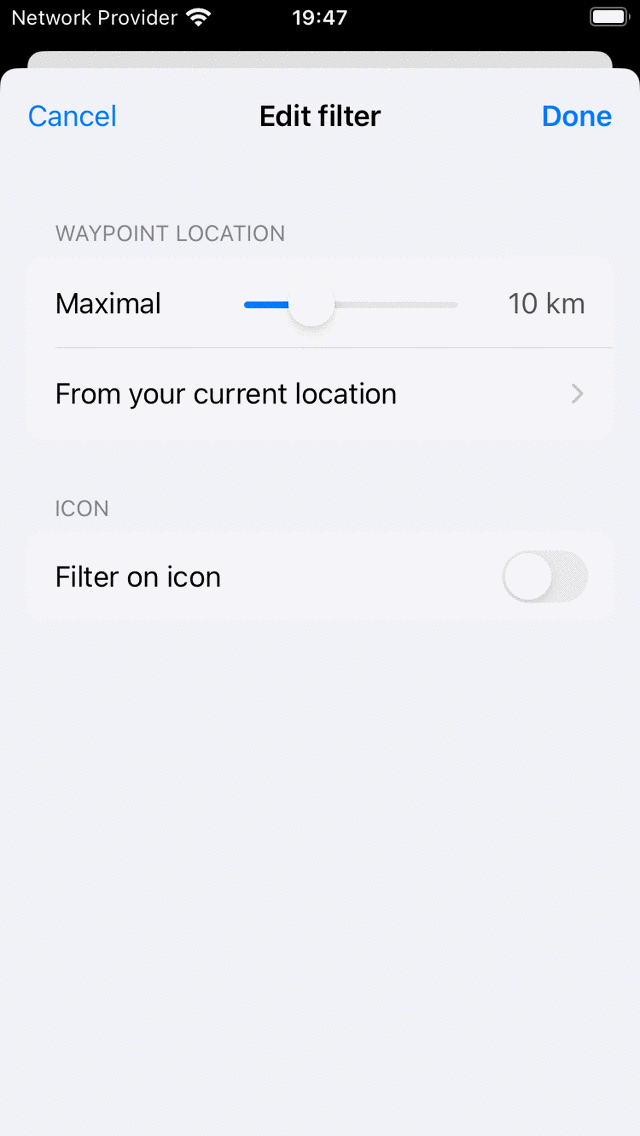 Network Provider 19:47
Cancel Edit filter Done
WAYPOINT LOCATION
Maximal 10 km
From your current location
ICON
Filter on icon